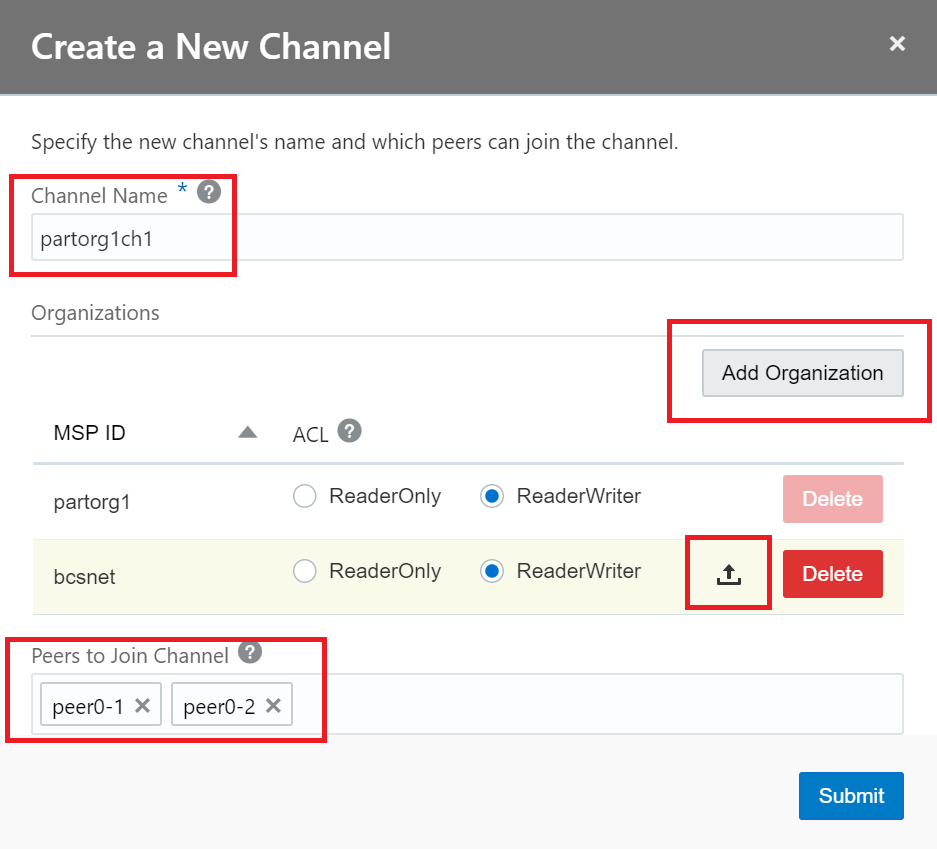 Create a New Channel ×
Specify the new channel's name and which peers can join the channel.
Channel Name * ?
partorg1ch1
Organizations
Add Organization
MSP ID ACL ?
partorg1 ReaderOnly ReaderWriter Delete
bcsnet ReaderOnly ReaderWriter Delete
Peers to Join Channel ?
peer0-1 × peer0-2 ×
Submit